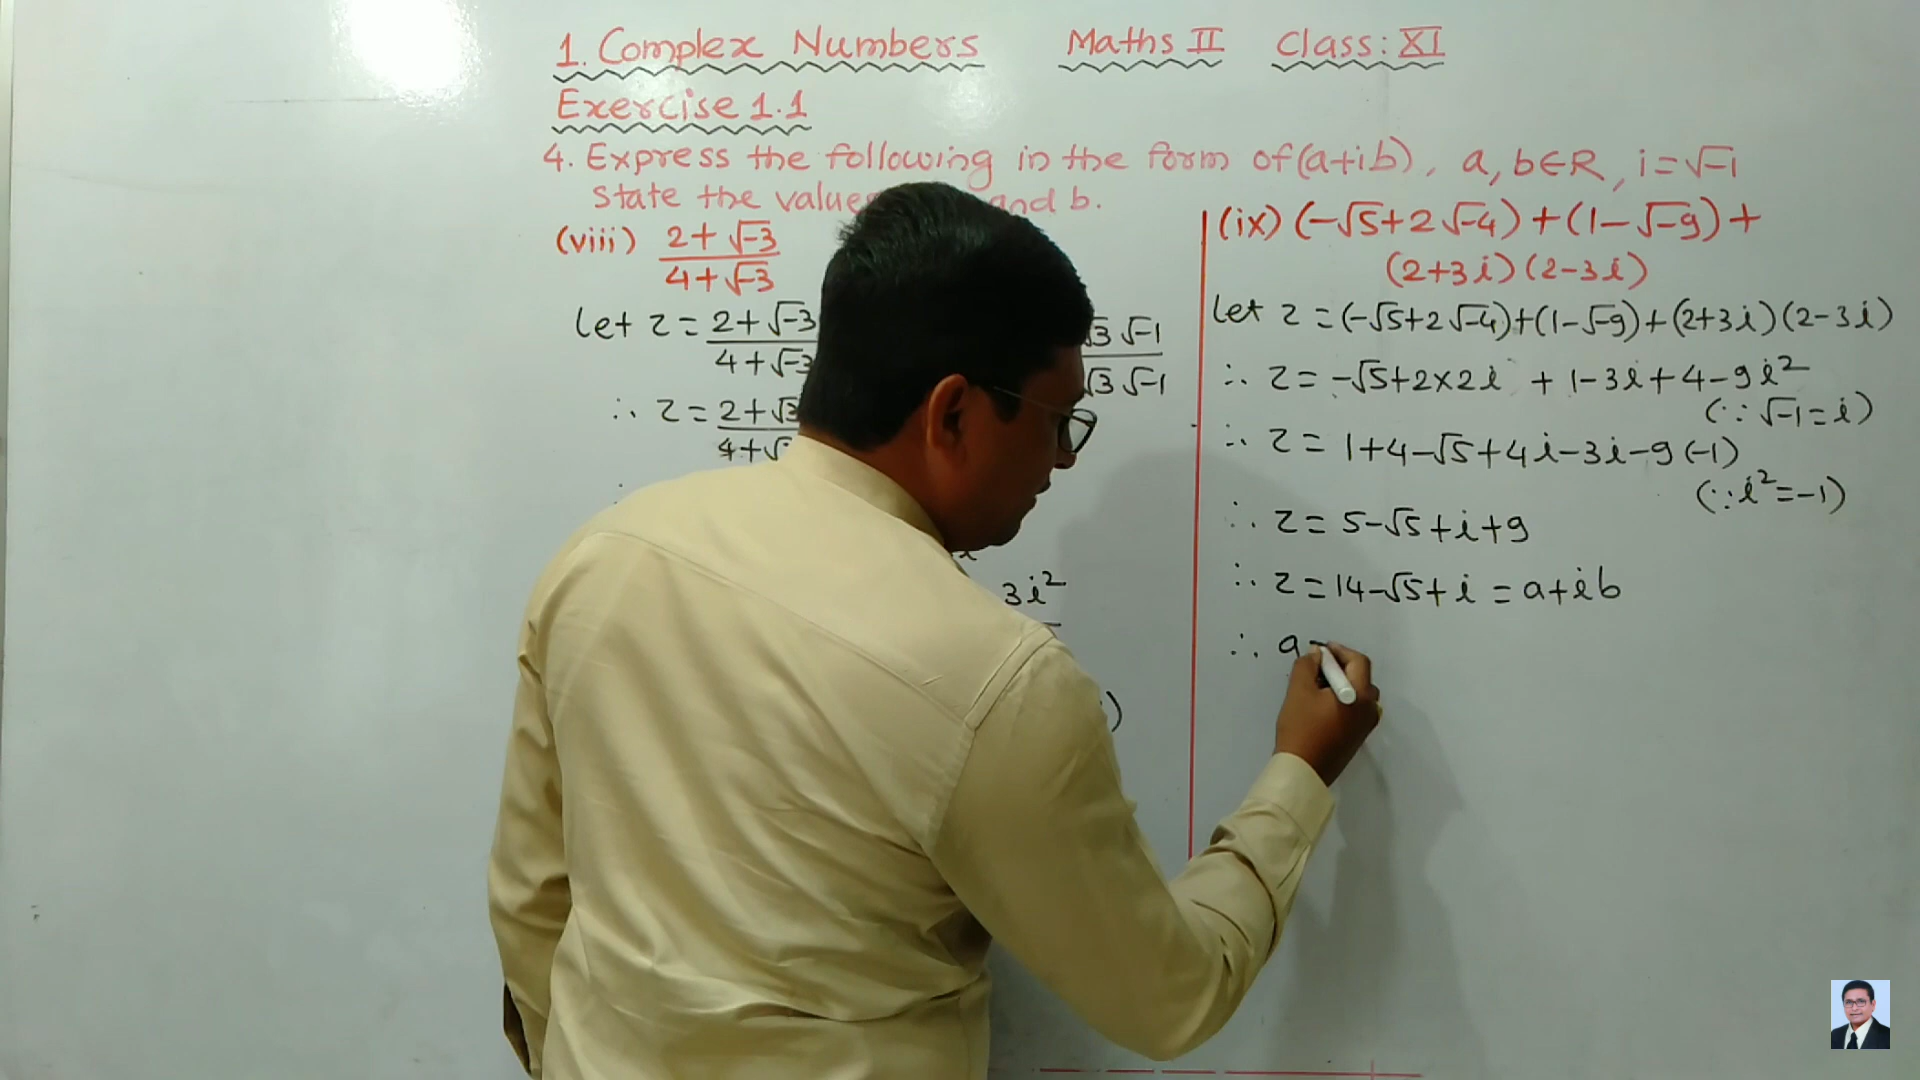 1. Complex Numbers Maths II Class: XI
Exercise 1.1
4. Express the following in the form of (a+ib), a, b∈R, i=√-1
State the values and b.
(viii) 2+√-3
4+√-3
Let z = 2+√-3
4+√-3
√3 √-1
√3 √-1
∴ z = 2+√3
4+√
3i²
i)
(ix) (-√5+2√-4)+(1-√-9)+
(2+3i)(2-3i)
Let z = (-√5+2√-4)+(1-√-9)+(2+3i)(2-3i)
∴ z = -√5+2×2i + 1-3i+4-9i²
(∵ √-1=i)
∴ z = 1+4-√5+4i-3i-9(-1)
(∵ i²=-1)
∴ z = 5-√5+i+9
∴ z = 14-√5+i = a+ib
∴ a =